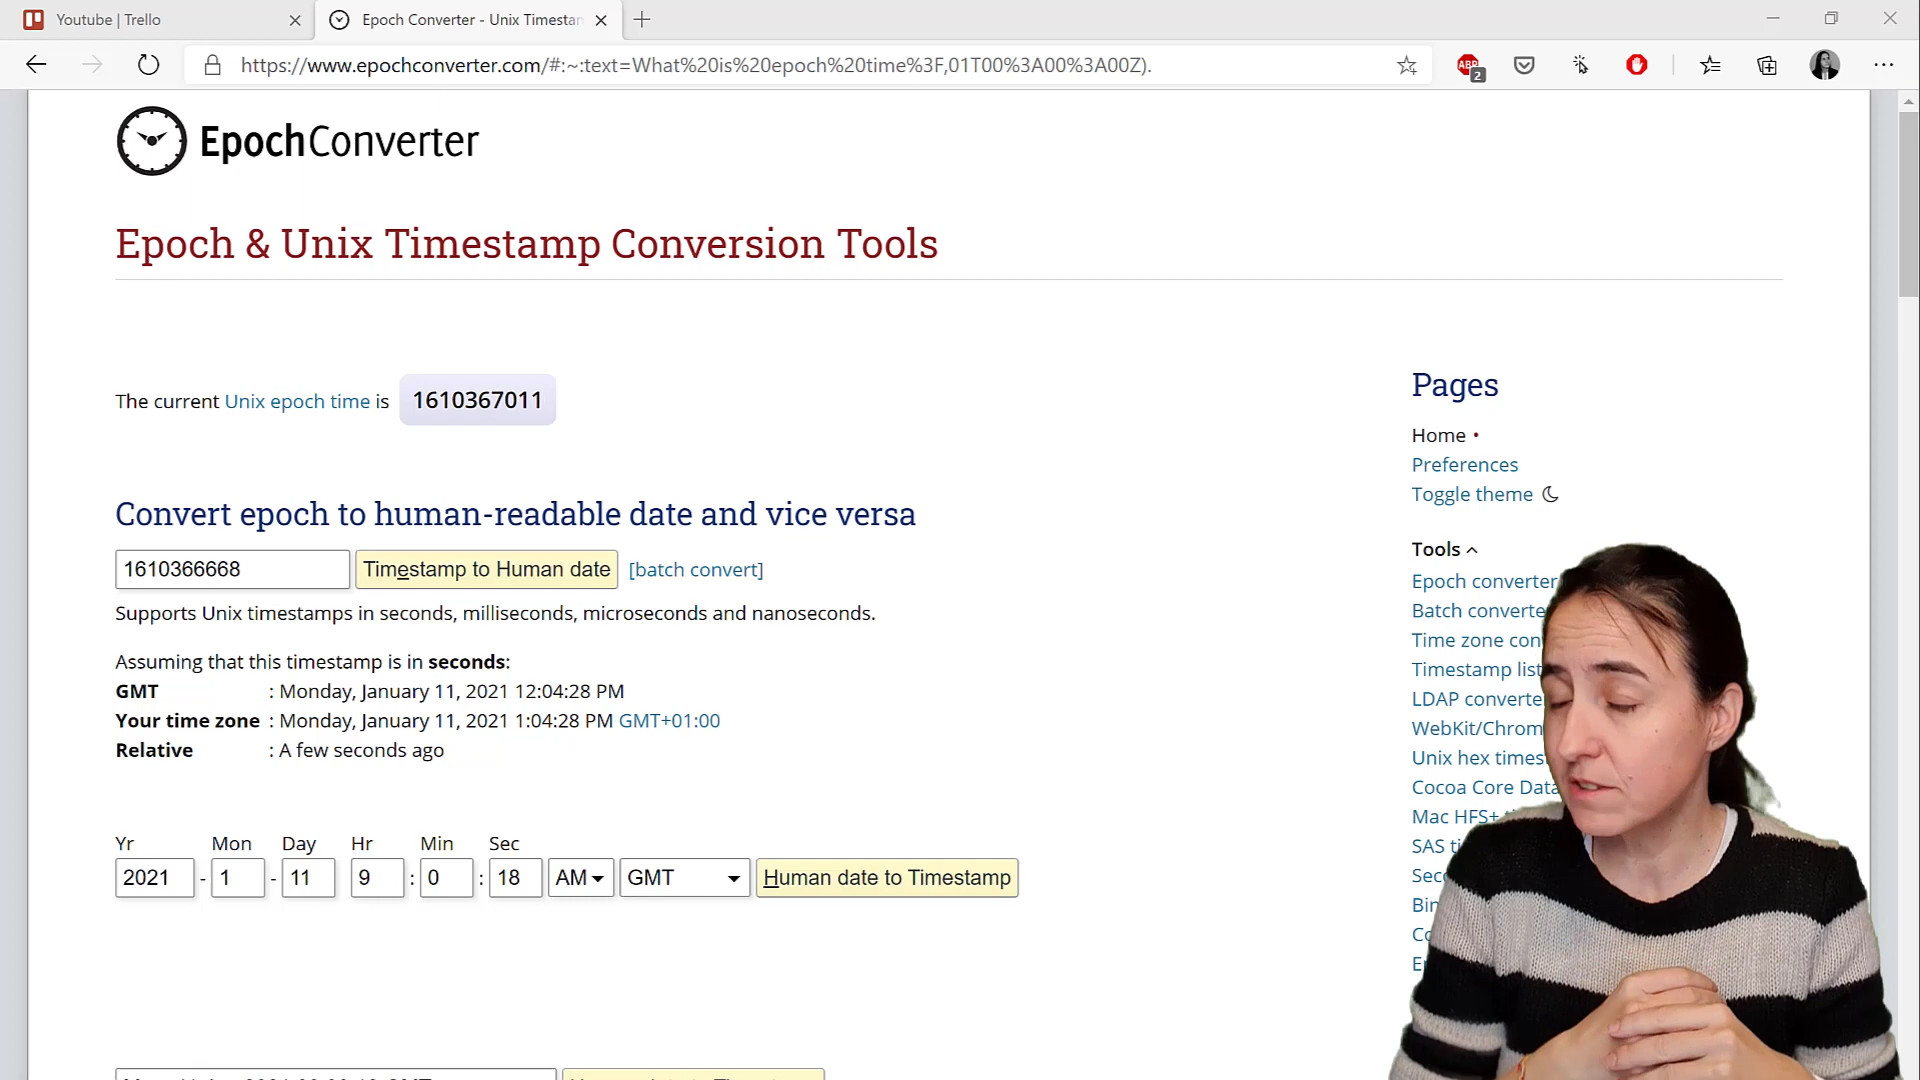 Youtube | Trello
Epoch Converter - Unix Timestam
https://www.epochconverter.com/#:~:text=What%20is%20epoch%20time%3F,01T00%3A00%3A00Z).
ABP
2
EpochConverter
Epoch & Unix Timestamp Conversion Tools
The current Unix epoch time is 1610367011
Convert epoch to human-readable date and vice versa
1610366668 Timestamp to Human date [batch convert]
Supports Unix timestamps in seconds, milliseconds, microseconds and nanoseconds.
Assuming that this timestamp is in seconds:
GMT : Monday, January 11, 2021 12:04:28 PM
Your time zone : Monday, January 11, 2021 1:04:28 PM GMT+01:00
Relative : A few seconds ago
Yr Mon Day Hr Min Sec
2021 - 1 - 11 9 : 0 : 18 AM GMT Human date to Timestamp
Pages
Home •
Preferences
Toggle theme
Tools
Epoch converter
Batch converte
Time zone con
Timestamp list
LDAP converte
WebKit/Chrom
Unix hex times
Cocoa Core Data
Mac HFS+ t
SAS ti
Sec
Bin
Co